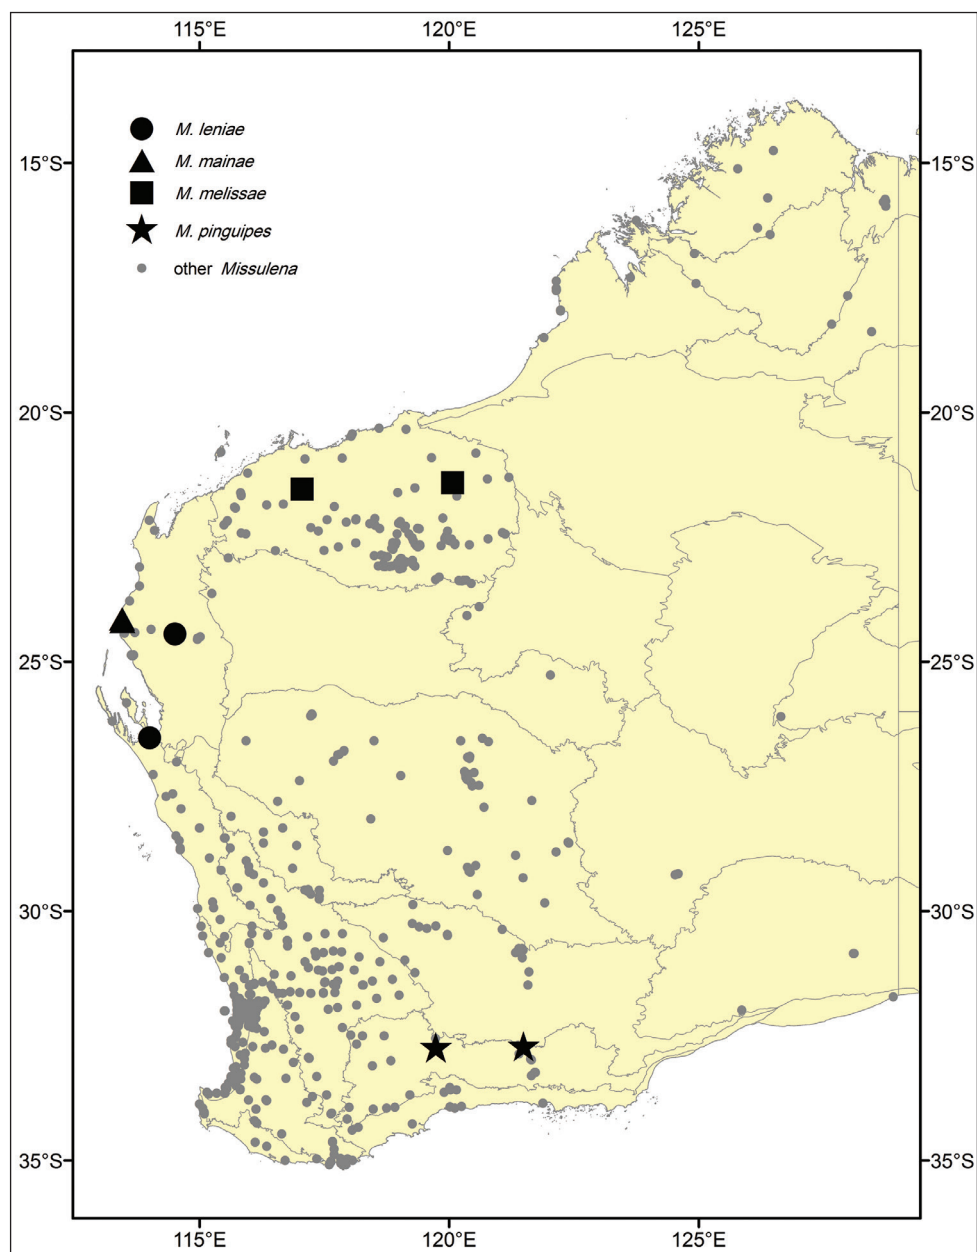 115°E 120°E 125°E
M. leniae
M. mainae
M. melissae
M. pinguipes
other Missulena
15°S 15°S
20°S 20°S
25°S 25°S
30°S 30°S
35°S 35°S
115°E 120°E 125°E